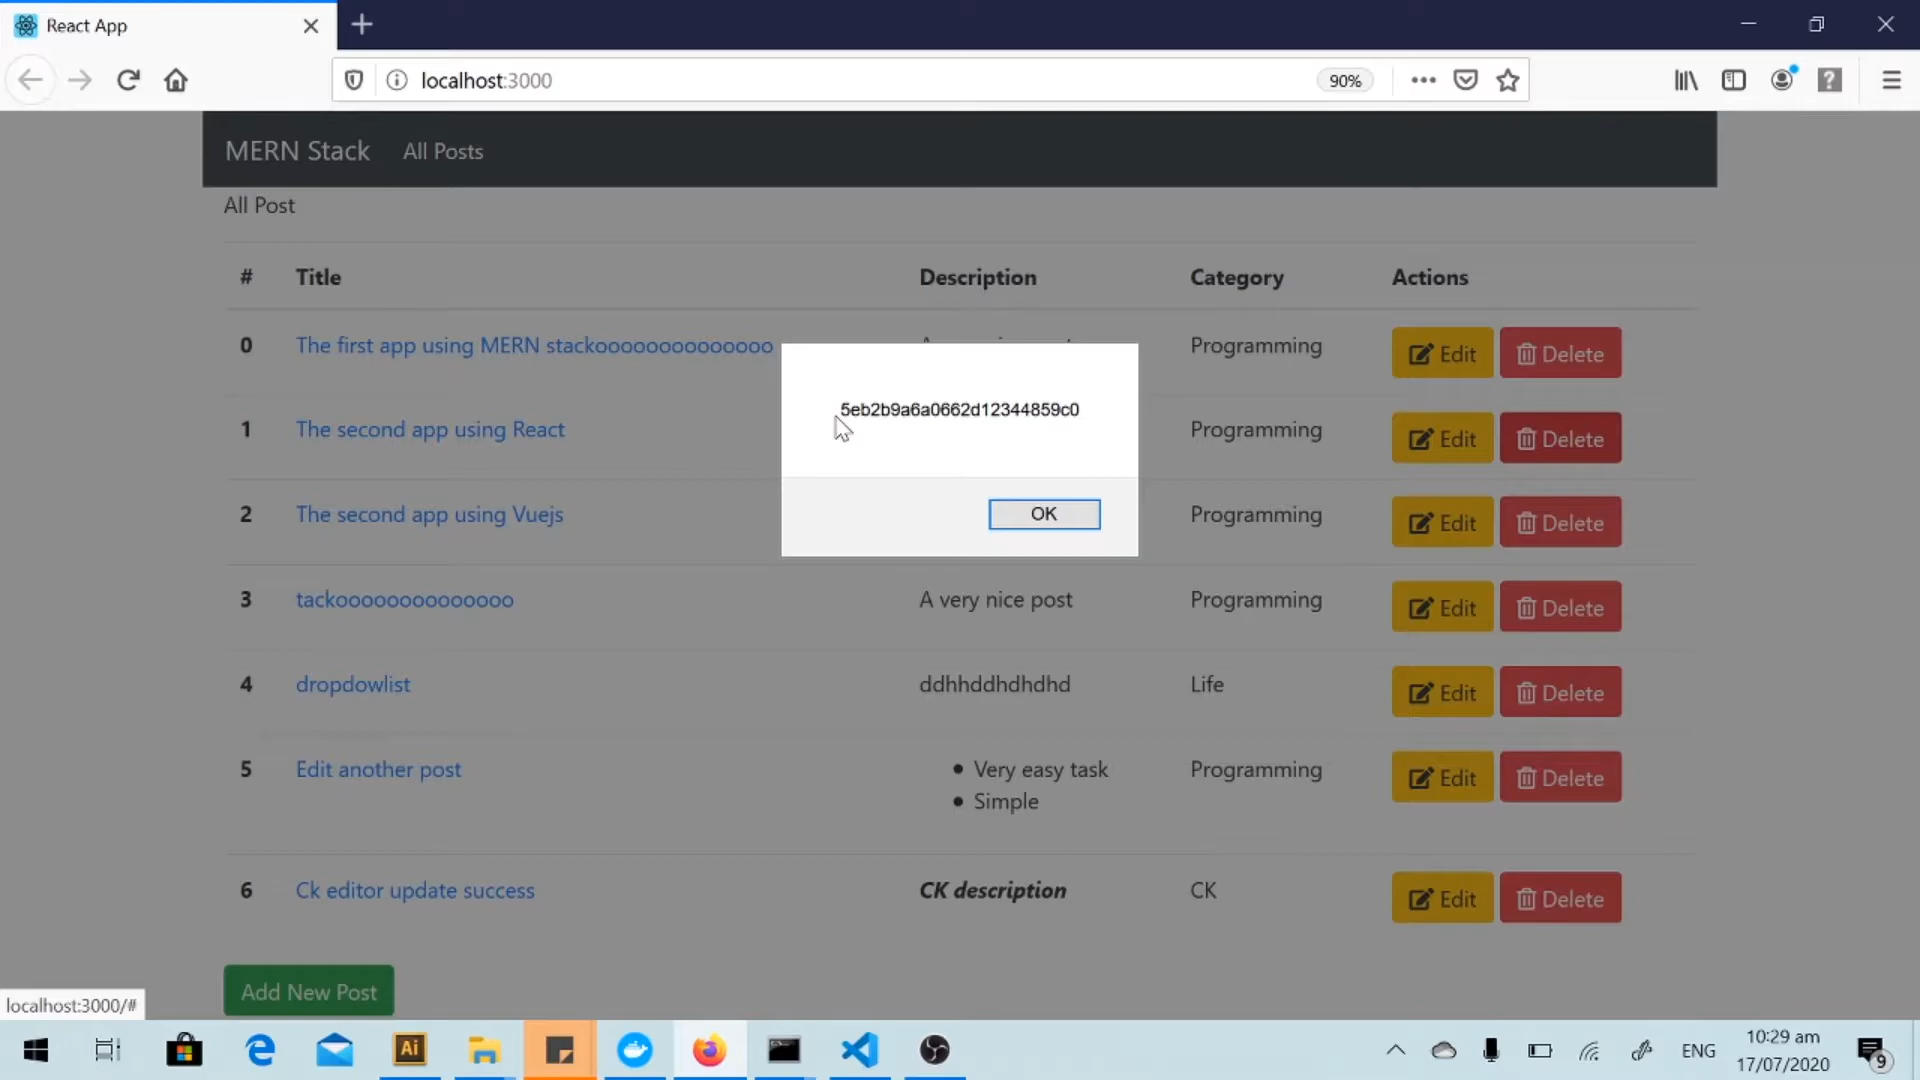 React App
localhost:3000
90%
MERN Stack All Posts
All Post
# Title Description Category Actions
0 The first app using MERN stackoooooooooooooo Programming Edit Delete
5eb2b9a6a0662d12344859c0
OK
1 The second app using React Programming Edit Delete
2 The second app using Vuejs Programming Edit Delete
3 tackoooooooooooooo A very nice post Programming Edit Delete
4 dropdowlist ddhhddhdhdhd Life Edit Delete
5 Edit another post Very easy task Programming Edit Delete
Simple
6 Ck editor update success CK description CK Edit Delete
Add New Post
localhost:3000/#
Ai
ENG
10:29 am
17/07/2020
9